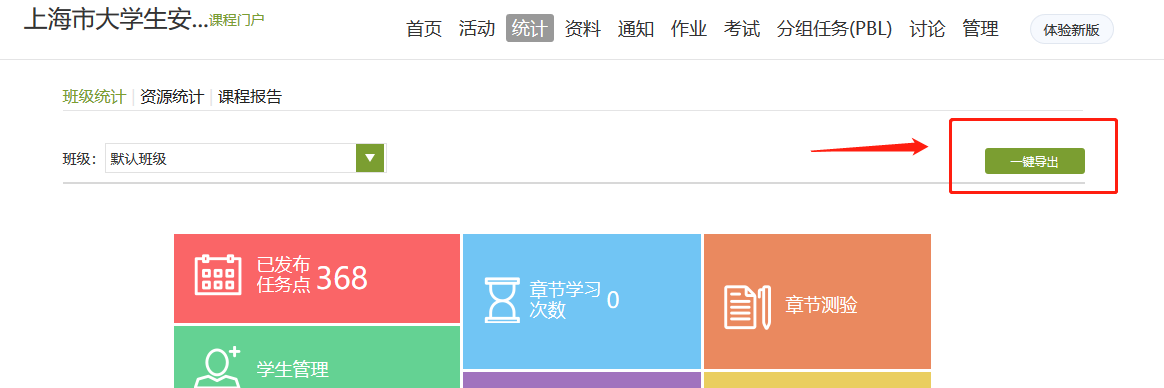 上海市大学生安...课程门户
首页 活动 统计 资料 通知 作业 考试 分组任务(PBL) 讨论 管理 体验新版
班级统计 | 资源统计 | 课程报告
班级： 默认班级
一键导出
已发布
任务点 368
章节学习
次数 0
章节测验
学生管理